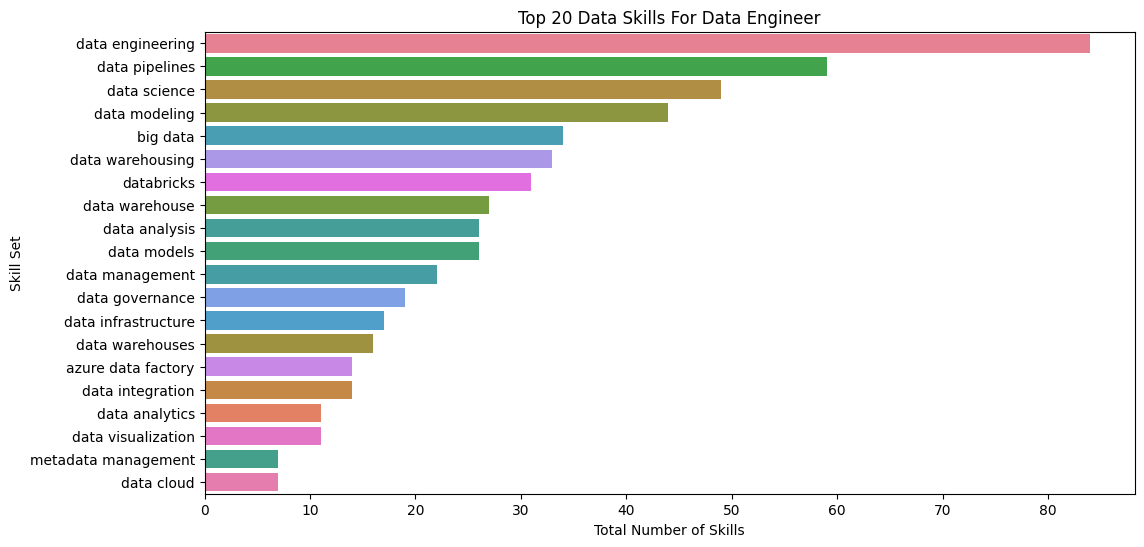 Top 20 Data Skills For Data Engineer
data engineering
data pipelines
data science
data modeling
big data
data warehousing
databricks
data warehouse
data analysis
data models
data management
data governance
data infrastructure
data warehouses
azure data factory
data integration
data analytics
data visualization
metadata management
data cloud
Skill Set
0 10 20 30 40 50 60 70 80
Total Number of Skills